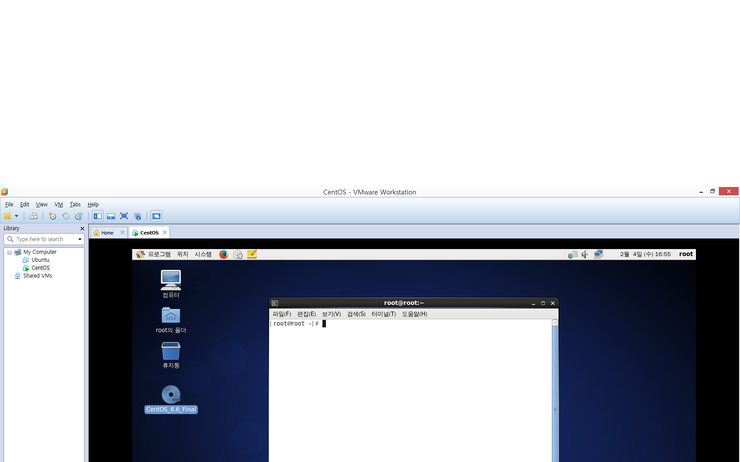 CentOS - VMware Workstation
File Edit View VM Tabs Help
Library
Home
CentOS
Type here to search
My Computer
Ubuntu
CentOS
Shared VMs
프로그램 위치 시스템
2월 4일 (수) 16:55 root
컴퓨터
root의 폴더
휴지통
CentOS_6.6_Final
root@root:~
파일(F) 편집(E) 보기(V) 검색(S) 터미널(T) 도움말(H)
[root@root ~]#